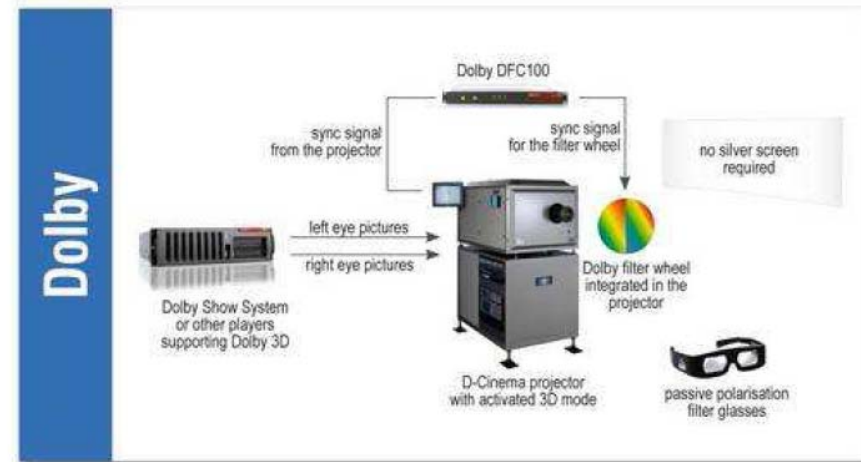 Dolby
Dolby DFC100
sync signal
from the projector
sync signal
for the filter wheel
no silver screen
required
left eye pictures
right eye pictures
Dolby Show System
or other players
supporting Dolby 3D
Dolby filter wheel
integrated in the
projector
D-Cinema projector
with activated 3D mode
passive polarisation
filter glasses